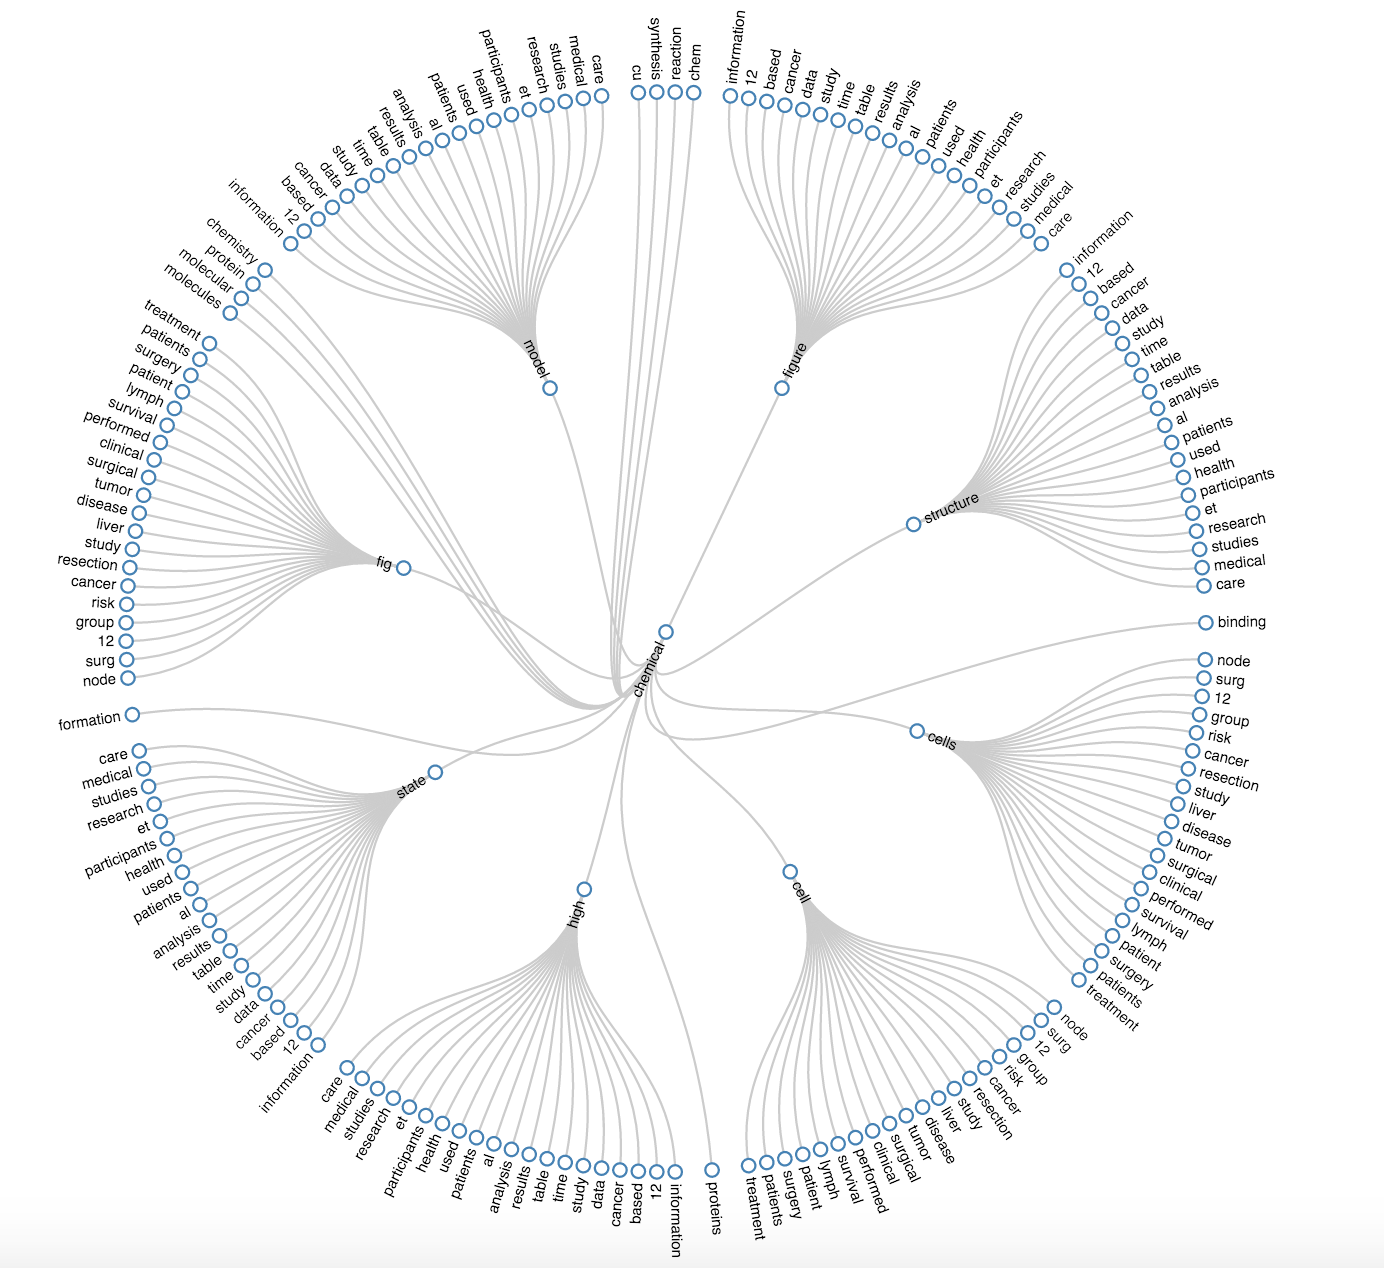 chemical
cu
synthesis
reaction
chem
figure
information
12
based
cancer
data
study
time
table
results
analysis
al
patients
used
health
participants
et
research
studies
medical
care
structure
information
12
based
cancer
data
study
time
table
results
analysis
al
patients
used
health
participants
et
research
studies
medical
care
binding
cells
node
surg
12
group
risk
cancer
resection
study
liver
disease
tumor
surgical
clinical
performed
survival
lymph
patient
surgery
patients
treatment
cell
node
surg
12
group
risk
cancer
resection
study
liver
disease
tumor
surgical
clinical
performed
survival
lymph
patient
surgery
patients
treatment
proteins
high
information
12
based
cancer
data
study
time
table
results
analysis
al
patients
used
health
participants
et
research
studies
medical
care
state
information
12
based
cancer
data
study
time
table
results
analysis
al
patients
used
health
participants
et
research
studies
medical
care
formation
fig
node
surg
12
group
risk
cancer
resection
study
liver
disease
tumor
surgical
clinical
performed
survival
lymph
patient
surgery
patients
treatment
molecules
molecular
protein
chemistry
model
information
12
based
cancer
data
study
time
table
results
analysis
al
patients
used
health
participants
et
research
studies
medical
care